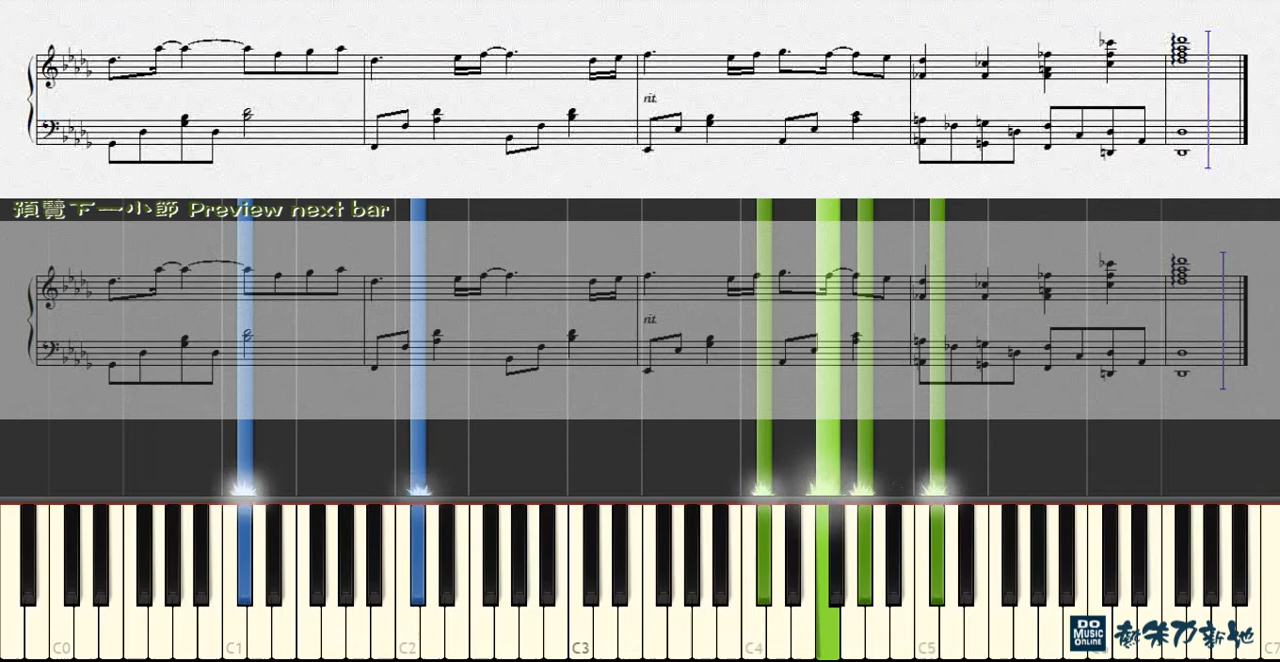 rit.
預覽下一小節 Preview next bar
rit.
C0 C1 C2 C3 C4 C5 C7
DO
MUSIC
ONLINE